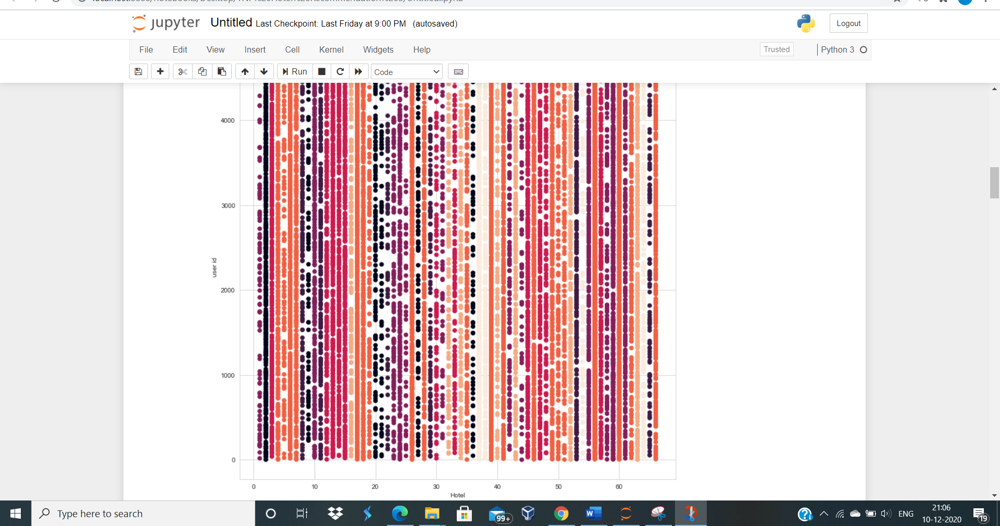 jupyter Untitled Last Checkpoint: Last Friday at 9:00 PM (autosaved) Logout
File Edit View Insert Cell Kernel Widgets Help Trusted Python 3
Run Code
4000
3000
user id
2000
1000
0
0 10 20 30 40 50 60
Hotel
Type here to search 99+ W ENG 21:06 10-12-2020 19